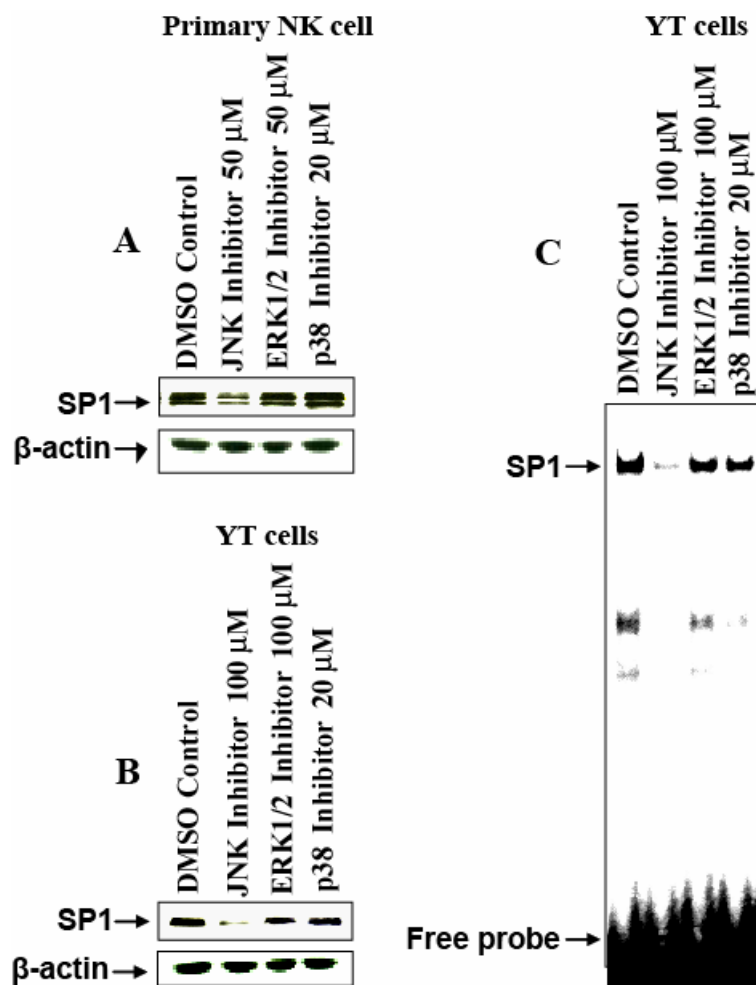 Primary NK cell
DMSO Control
JNK Inhibitor 50 µM
ERK1/2 Inhibitor 50 µM
p38 Inhibitor 20 µM
A
SP1
β-actin
YT cells
DMSO Control
JNK Inhibitor 100 µM
ERK1/2 Inhibitor 100 µM
p38 Inhibitor 20 µM
B
SP1
β-actin
YT cells
DMSO Control
JNK Inhibitor 100 µM
ERK1/2 Inhibitor 100 µM
p38 Inhibitor 20 µM
C
SP1
Free probe